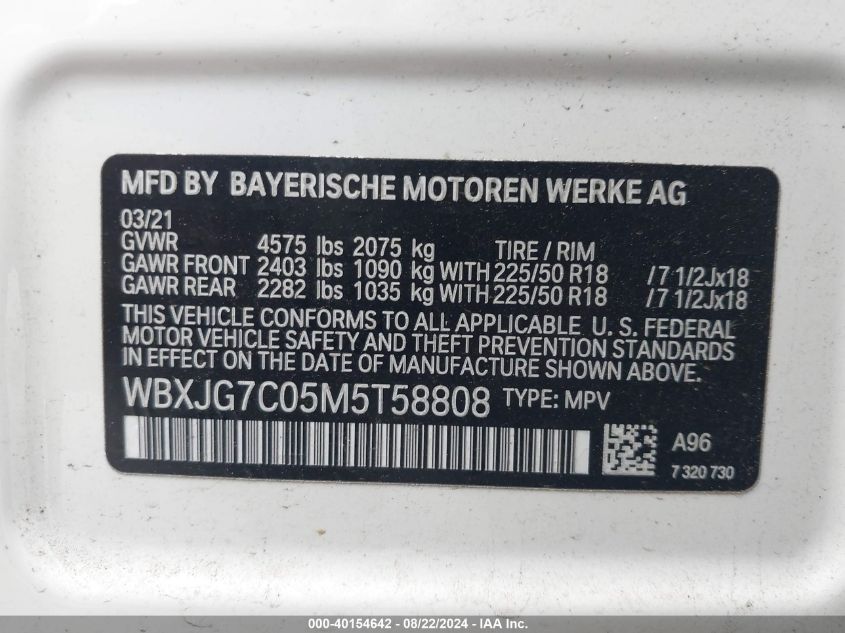 MFD BY BAYERISCHE MOTOREN WERKE AG
03/21
GVWR 4575 lbs 2075 kg TIRE / RIM
GAWR FRONT 2403 lbs 1090 kg WITH 225/50 R18 /7 1/2Jx18
GAWR REAR 2282 lbs 1035 kg WITH 225/50 R18 /7 1/2Jx18
THIS VEHICLE CONFORMS TO ALL APPLICABLE U. S. FEDERAL
MOTOR VEHICLE SAFETY AND THEFT PREVENTION STANDARDS
IN EFFECT ON THE DATE OF MANUFACTURE SHOWN ABOVE.
WBXJG7C05M5T58808 TYPE: MPV
A96
7 320 730
000-40154642 - 08/22/2024 - IAA Inc.